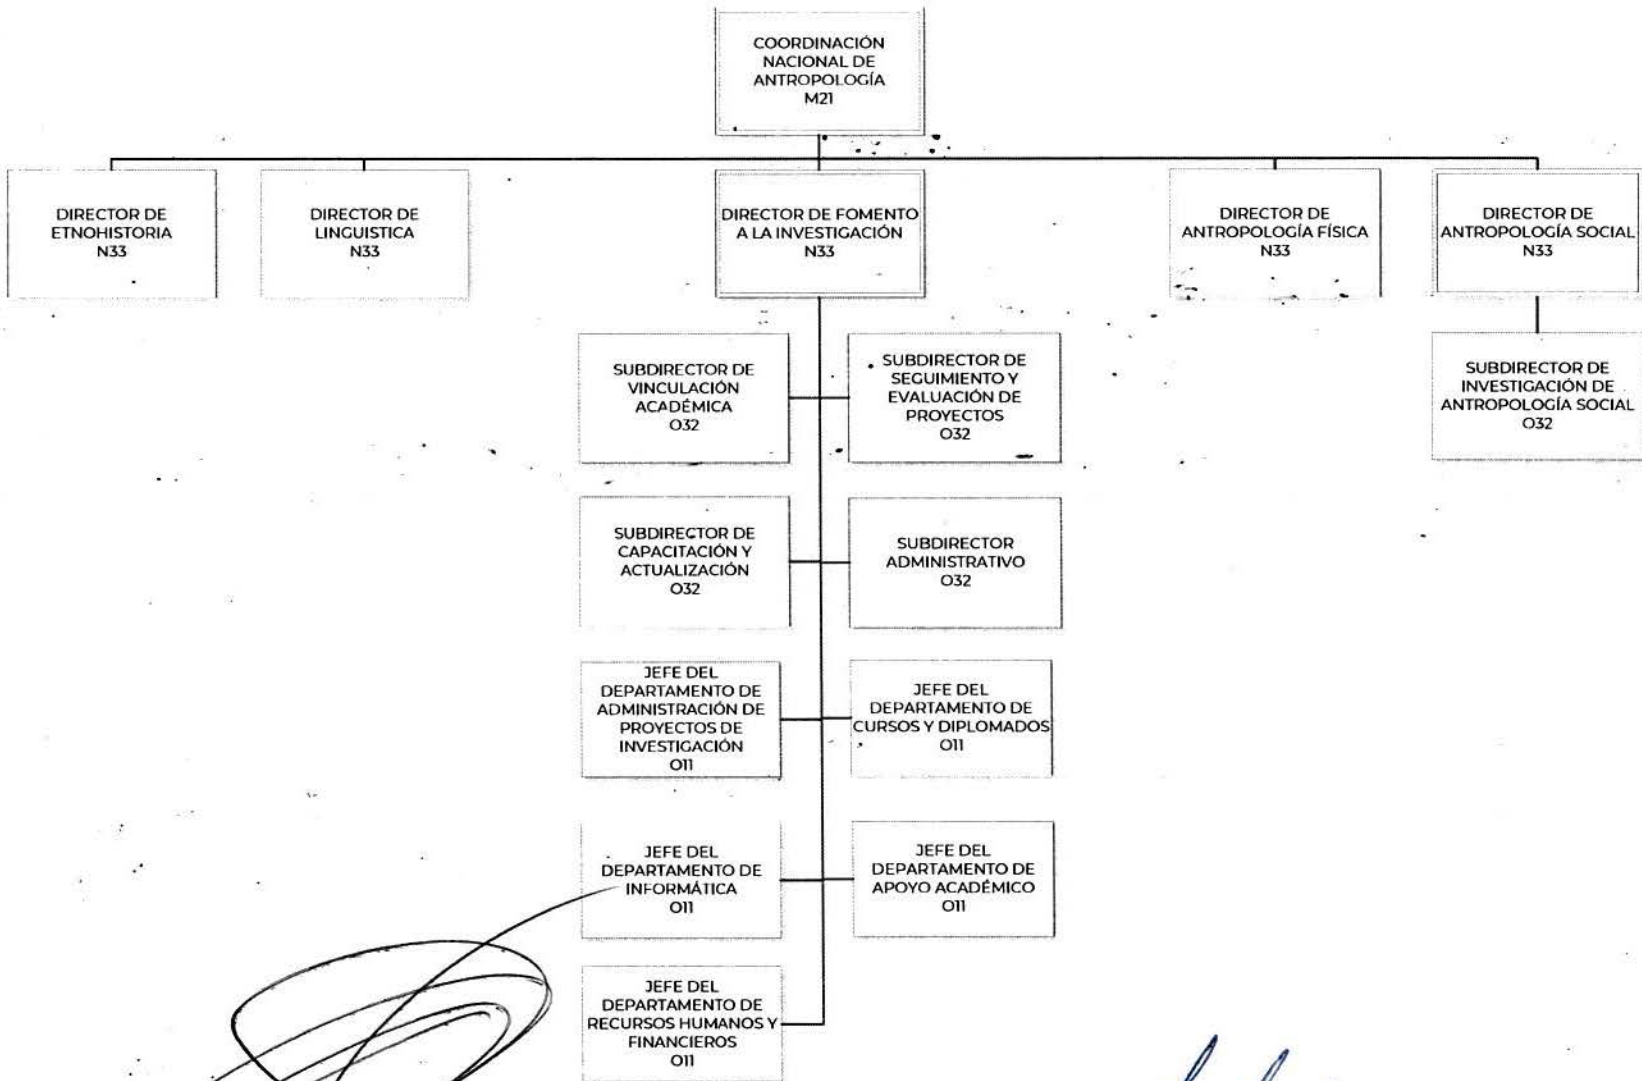 COORDINACIÓN
NACIONAL DE
ANTROPOLOGÍA
M21
DIRECTOR DE
ETNOHISTORIA
N33
DIRECTOR DE
LINGUISTICA
N33
DIRECTOR DE FOMENTO
A LA INVESTIGACIÓN
N33
DIRECTOR DE
ANTROPOLOGÍA FÍSICA
N33
DIRECTOR DE
ANTROPOLOGÍA SOCIAL
N33
SUBDIRECTOR DE
VINCULACIÓN
ACADÉMICA
O32
SUBDIRECTOR DE
SEGUIMIENTO Y
EVALUACIÓN DE
PROYECTOS
O32
SUBDIRECTOR DE
INVESTIGACIÓN DE
ANTROPOLOGÍA SOCIAL
O32
SUBDIRECTOR DE
CAPACITACIÓN Y
ACTUALIZACIÓN
O32
SUBDIRECTOR
ADMINISTRATIVO
O32
JEFE DEL
DEPARTAMENTO DE
ADMINISTRACIÓN DE
PROYECTOS DE
INVESTIGACIÓN
O11
JEFE DEL
DEPARTAMENTO DE
CURSOS Y DIPLOMADOS
O11
JEFE DEL
DEPARTAMENTO DE
INFORMÁTICA
O11
JEFE DEL
DEPARTAMENTO DE
APOYO ACADÉMICO
O11
JEFE DEL
DEPARTAMENTO DE
RECURSOS HUMANOS Y
FINANCIEROS
O11